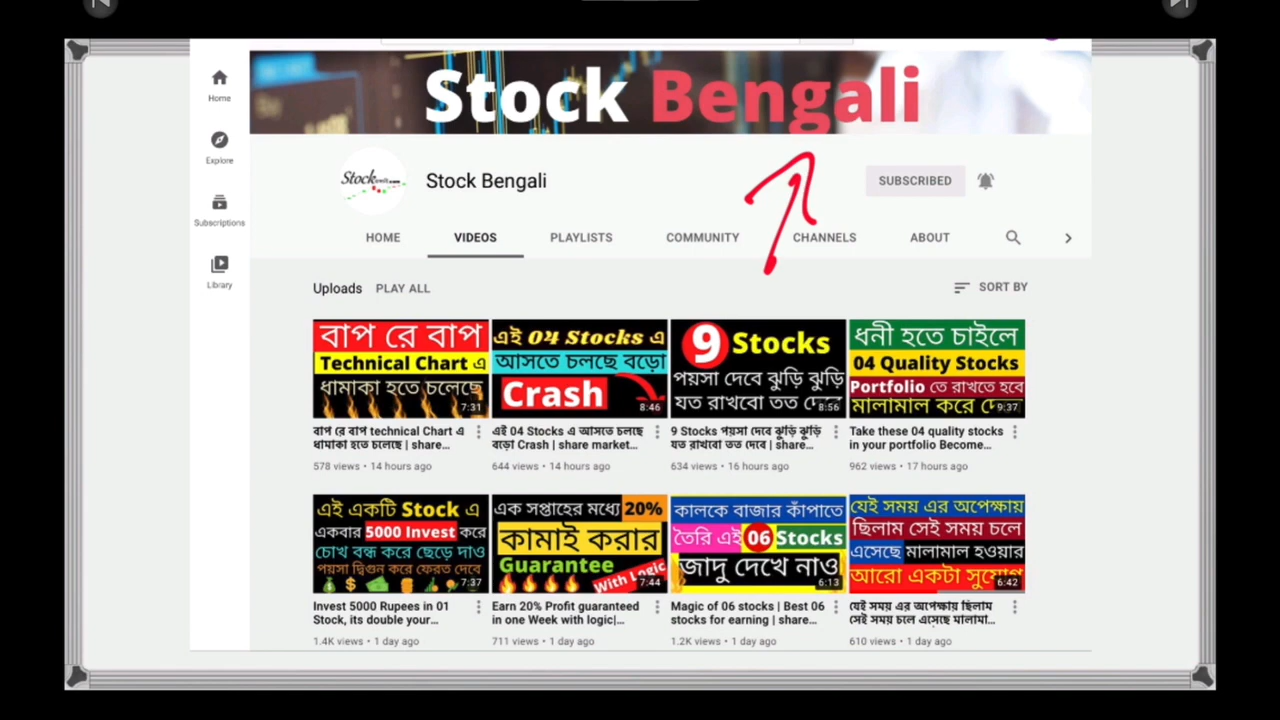 Stock Bengali
Home
Explore
Subscriptions
Library
Stock
Stock Bengali
SUBSCRIBED
HOME
VIDEOS
PLAYLISTS
COMMUNITY
CHANNELS
ABOUT
Uploads
PLAY ALL
SORT BY
বাপ রে বাপ
Technical Chart এ
ধামাকা হতে চলেছে
7:31
বাপ রে বাপ technical Chart এ
ধামাকা হতে চলেছে | share...
578 views • 14 hours ago
এই 04 Stocks এ
আসতে চলছে বড়ো
Crash
8:46
এই 04 Stocks এ আসতে চলছে
বড়ো Crash | share market...
644 views • 14 hours ago
9 Stocks
পয়সা দেবে ঝুড়ি ঝুড়ি
যত রাখবো তত দেবে
8:56
9 Stocks পয়সা দেবে ঝুড়ি ঝুড়ি
যত রাখবো তত দেবে | share...
634 views • 16 hours ago
ধনী হতে চাইলে
04 Quality Stocks
Portfolio তে রাখতে হবে
মালামাল করে
9:37
Take these 04 quality stocks
in your portfolio Become...
962 views • 17 hours ago
এই একটি Stock এ
একবার 5000 Invest করে
চোখ বন্ধ করে ছেড়ে দাও
পয়সা দ্বিগুন করে ফেরত দেবে
7:37
Invest 5000 Rupees in 01
Stock, its double your...
1.4K views • 1 day ago
এক সপ্তাহের মধ্যে 20%
কামাই করার
Guarantee
With Logic
7:44
Earn 20% Profit guaranteed
in one Week with logic|...
711 views • 1 day ago
কালকে বাজার কাঁপাতে
তৈরি এই 06 Stocks
জাদু দেখে নাও
6:13
Magic of 06 stocks | Best 06
stocks for earning | share...
1.2K views • 1 day ago
যেই সময় এর অপেক্ষায়
ছিলাম সেই সময় চলে
এসেছে মালামাল হওয়ার
আরো একটা সুযোগ
6:42
যেই সময় এর অপেক্ষায় ছিলাম
সেই সময় চলে এসেছে মালামা...
610 views • 1 day ago